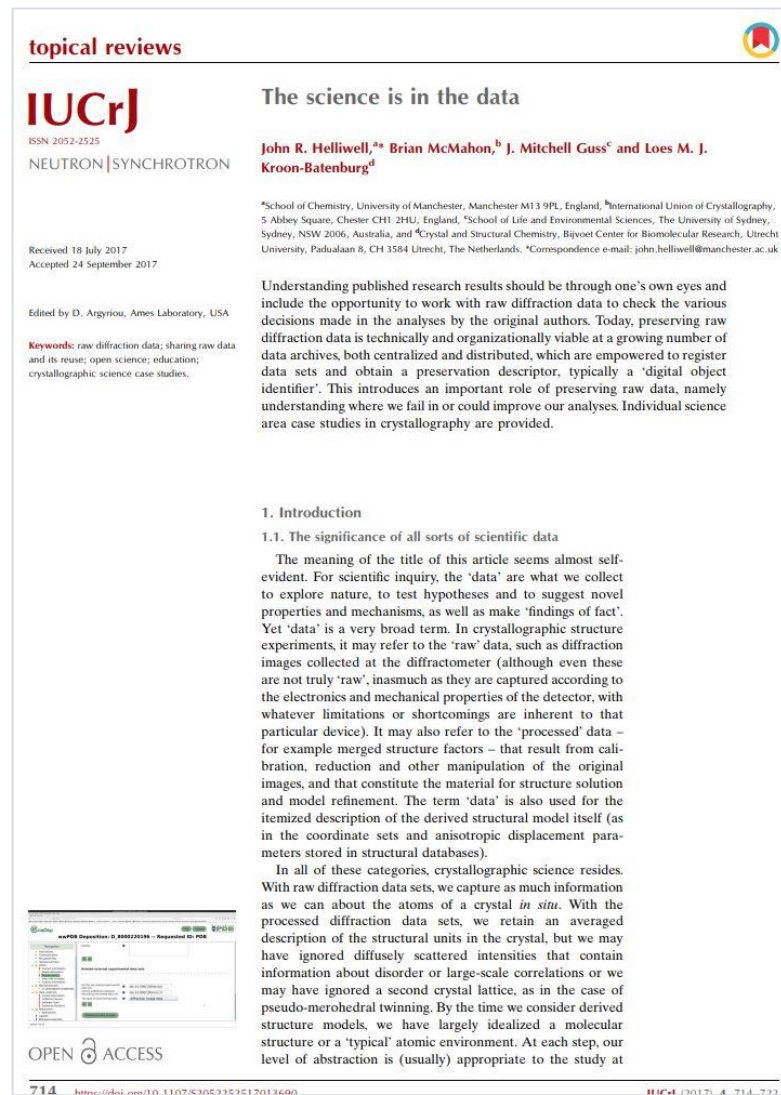 topical reviews
IUCrJ
ISSN 2052-2525
NEUTRON|SYNCHROTRON
Received 18 July 2017
Accepted 24 September 2017
Edited by D. Argyriou, Ames Laboratory, USA
Keywords: raw diffraction data; sharing raw data
and its reuse; open science; education;
crystallographic science case studies.
The science is in the data
John R. Helliwell,a* Brian McMahon,b J. Mitchell Gussc and Loes M. J.
Kroon-Batenburgd
aSchool of Chemistry, University of Manchester, Manchester M13 9PL, England, bInternational Union of Crystallography,
5 Abbey Square, Chester CH1 2HU, England, cSchool of Life and Environmental Sciences, The University of Sydney,
Sydney, NSW 2006, Australia, and dCrystal and Structural Chemistry, Bijvoet Center for Biomolecular Research, Utrecht
University, Padualaan 8, CH 3584 Utrecht, The Netherlands. *Correspondence e-mail: john.helliwell@manchester.ac.uk
Understanding published research results should be through one's own eyes and
include the opportunity to work with raw diffraction data to check the various
decisions made in the analyses by the original authors. Today, preserving raw
diffraction data is technically and organizationally viable at a growing number of
data archives, both centralized and distributed, which are empowered to register
data sets and obtain a preservation descriptor, typically a 'digital object
identifier'. This introduces an important role of preserving raw data, namely
understanding where we fail in or could improve our analyses. Individual science
area case studies in crystallography are provided.
1. Introduction
1.1. The significance of all sorts of scientific data
The meaning of the title of this article seems almost self-
evident. For scientific inquiry, the 'data' are what we collect
to explore nature, to test hypotheses and to suggest novel
properties and mechanisms, as well as make 'findings of fact'.
Yet 'data' is a very broad term. In crystallographic structure
experiments, it may refer to the 'raw' data, such as diffraction
images collected at the diffractometer (although even these
are not truly 'raw', inasmuch as they are captured according to
the electronics and mechanical properties of the detector, with
whatever limitations or shortcomings are inherent to that
particular device). It may also refer to the 'processed' data –
for example merged structure factors – that result from cali-
bration, reduction and other manipulation of the original
images, and that constitute the material for structure solution
and model refinement. The term 'data' is also used for the
itemized description of the derived structural model itself (as
in the coordinate sets and anisotropic displacement para-
meters stored in structural databases).
In all of these categories, crystallographic science resides.
With raw diffraction data sets, we capture as much information
as we can about the atoms of a crystal in situ. With the
processed diffraction data sets, we retain an averaged
description of the structural units in the crystal, but we may
have ignored diffusely scattered intensities that contain
information about disorder or large-scale correlations or we
may have ignored a second crystal lattice, as in the case of
pseudo-merohedral twinning. By the time we consider derived
structure models, we have largely idealized a molecular
structure or a 'typical' atomic environment. At each step, our
level of abstraction is (usually) appropriate to the study at
wwPDB Deposition: D_8000220196 -- Requested ID: PDB
OPEN ACCESS
714 https://doi.org/10.1107/S2052252517013690
IUCrJ (2017). 4, 714–722